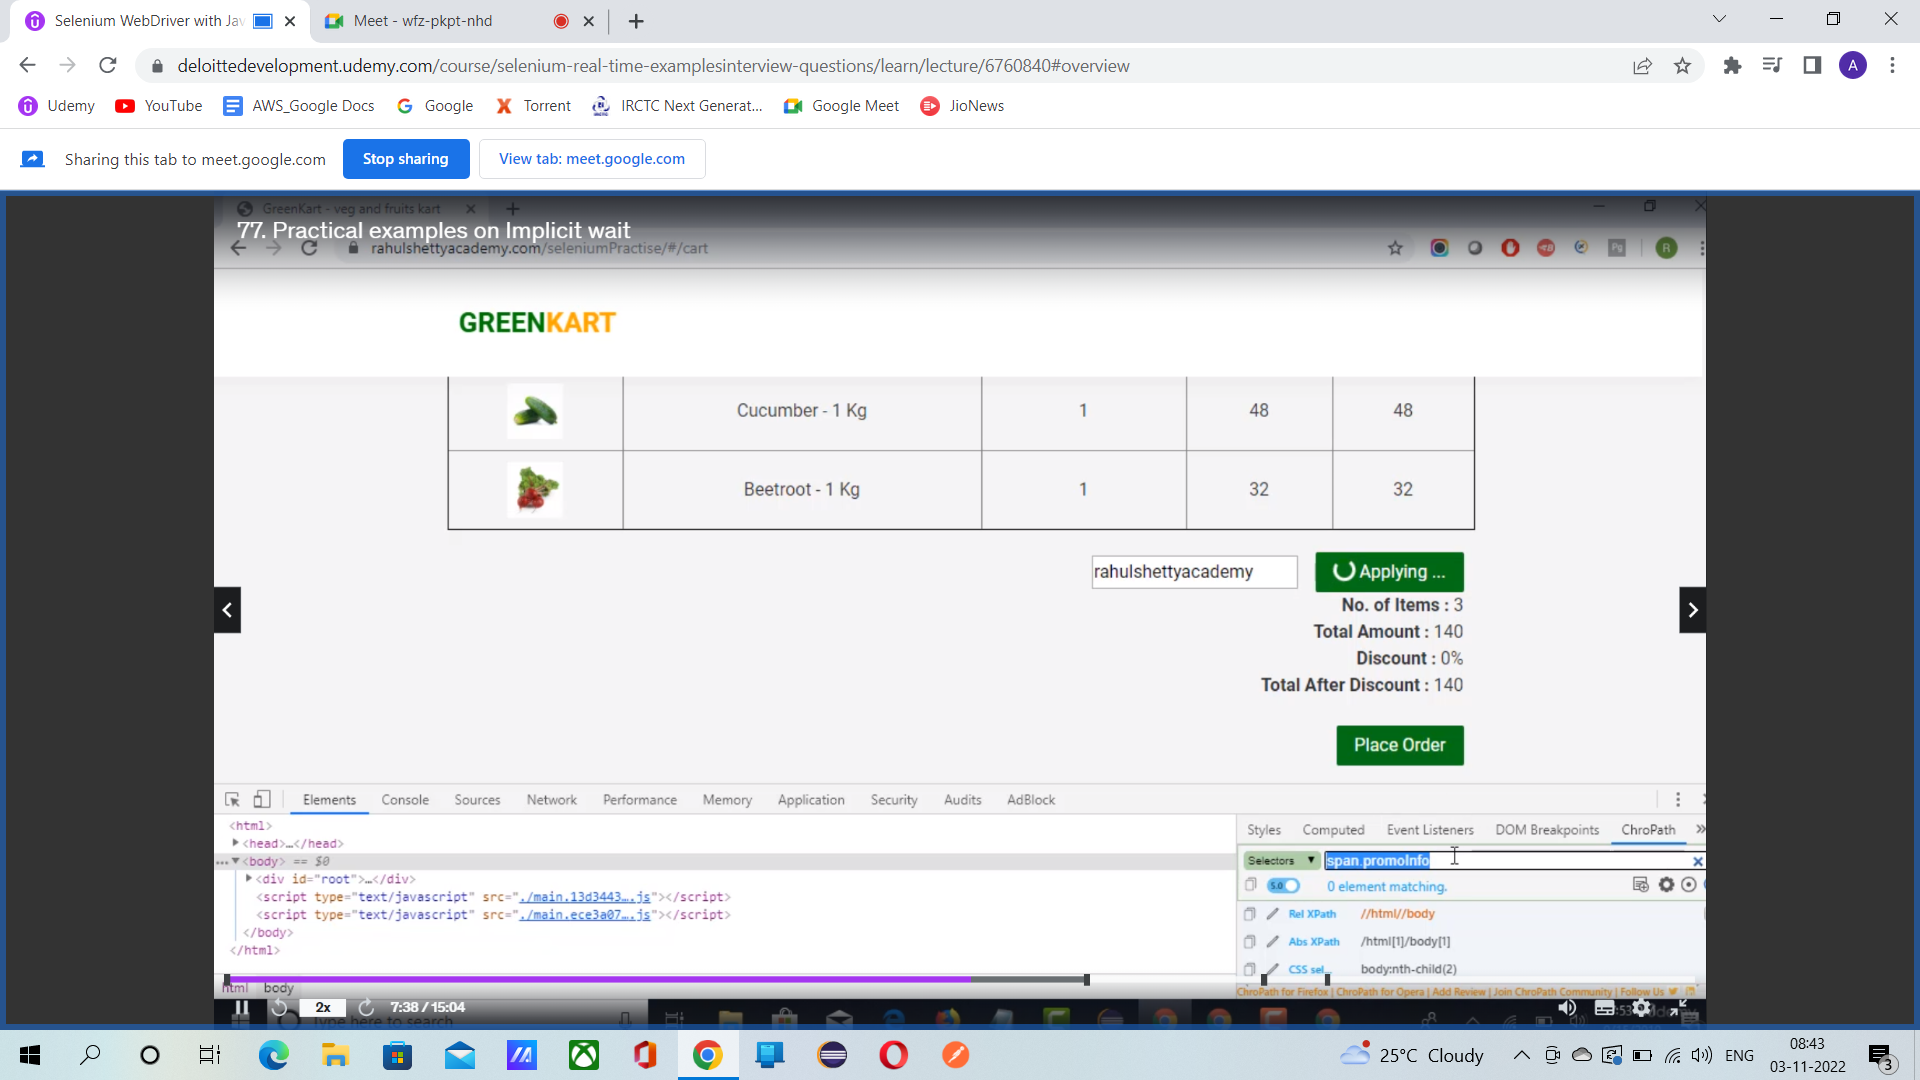 Selenium WebDriver with Jav
Meet - wfz-pkpt-nhd
deloittedevelopment.udemy.com/course/selenium-real-time-examplesinterview-questions/learn/lecture/6760840#overview
A
Udemy
YouTube
AWS_Google Docs
Google
Torrent
IRCTC Next Generat...
Google Meet
JioNews
Sharing this tab to meet.google.com
Stop sharing
View tab: meet.google.com
GreenKart - veg and fruits kart
77. Practical examples on Implicit wait
rahulshettyacademy.com/seleniumPractise/#/cart
R
GREENKART
Cucumber - 1 Kg 1 48 48
Beetroot - 1 Kg 1 32 32
rahulshettyacademy
Applying ...
No. of Items : 3
Total Amount : 140
Discount : 0%
Total After Discount : 140
Place Order
Elements Console Sources Network Performance Memory Application Security Audits AdBlock
<html>
<head>…</head>
<body> == $0
<div id="root">…</div>
<script type="text/javascript" src="./main.13d3443….js"></script>
<script type="text/javascript" src="./main.ece3a07….js"></script>
</body>
</html>
html body
Styles Computed Event Listeners DOM Breakpoints ChroPath »
Selectors
span.promoInfo
5.0
0 element matching.
Rel XPath //html//body
Abs XPath /html[1]/body[1]
CSS sel... body:nth-child(2)
ChroPath for Firefox | ChroPath for Opera | Add Review | Join ChroPath Community | Follow Us
2x
7:38 / 15:04
Type here to search
25°C Cloudy
ENG
08:43
03-11-2022
3